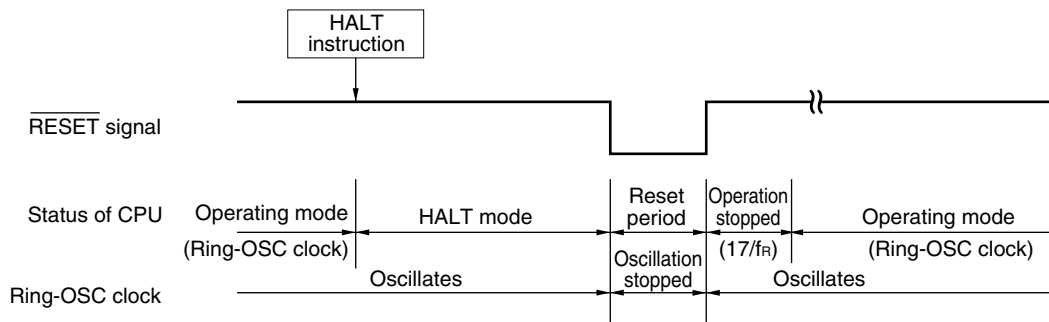 HALT
instruction
RESET signal
Status of CPU
Operating mode
(Ring-OSC clock)
HALT mode
Reset
period
Operation
stopped
(17/fR)
Operating mode
(Ring-OSC clock)
Ring-OSC clock
Oscillates
Oscillation
stopped
Oscillates